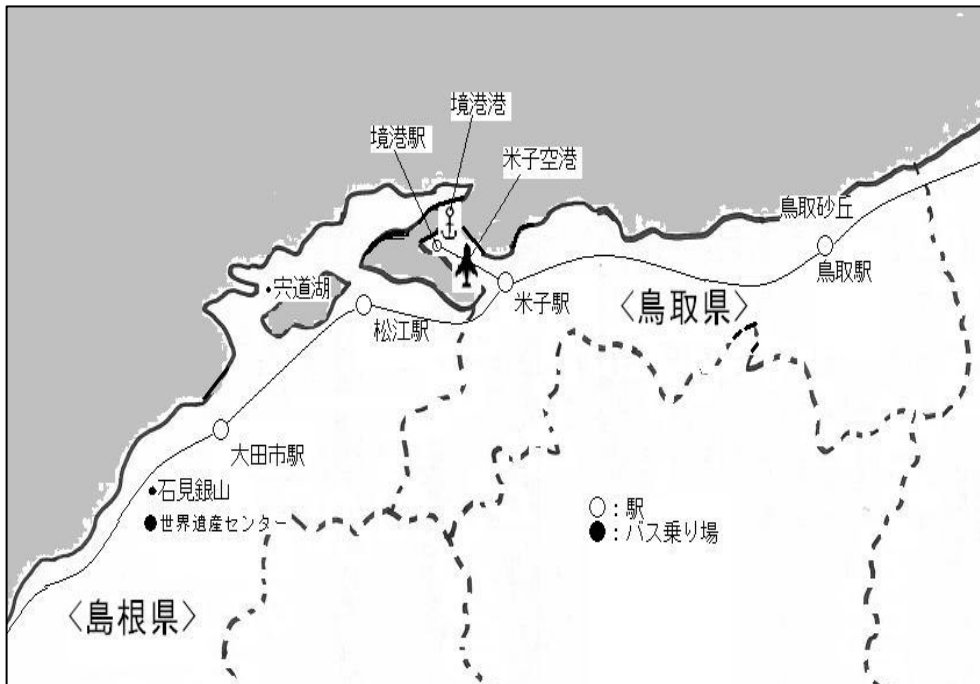 境港港
境港駅
米子空港
鳥取砂丘
鳥取駅
・宍道湖
米子駅
〈鳥取県〉
松江駅
大田市駅
・石見銀山
●世界遺産センター
○：駅
●：バス乗り場
〈島根県〉